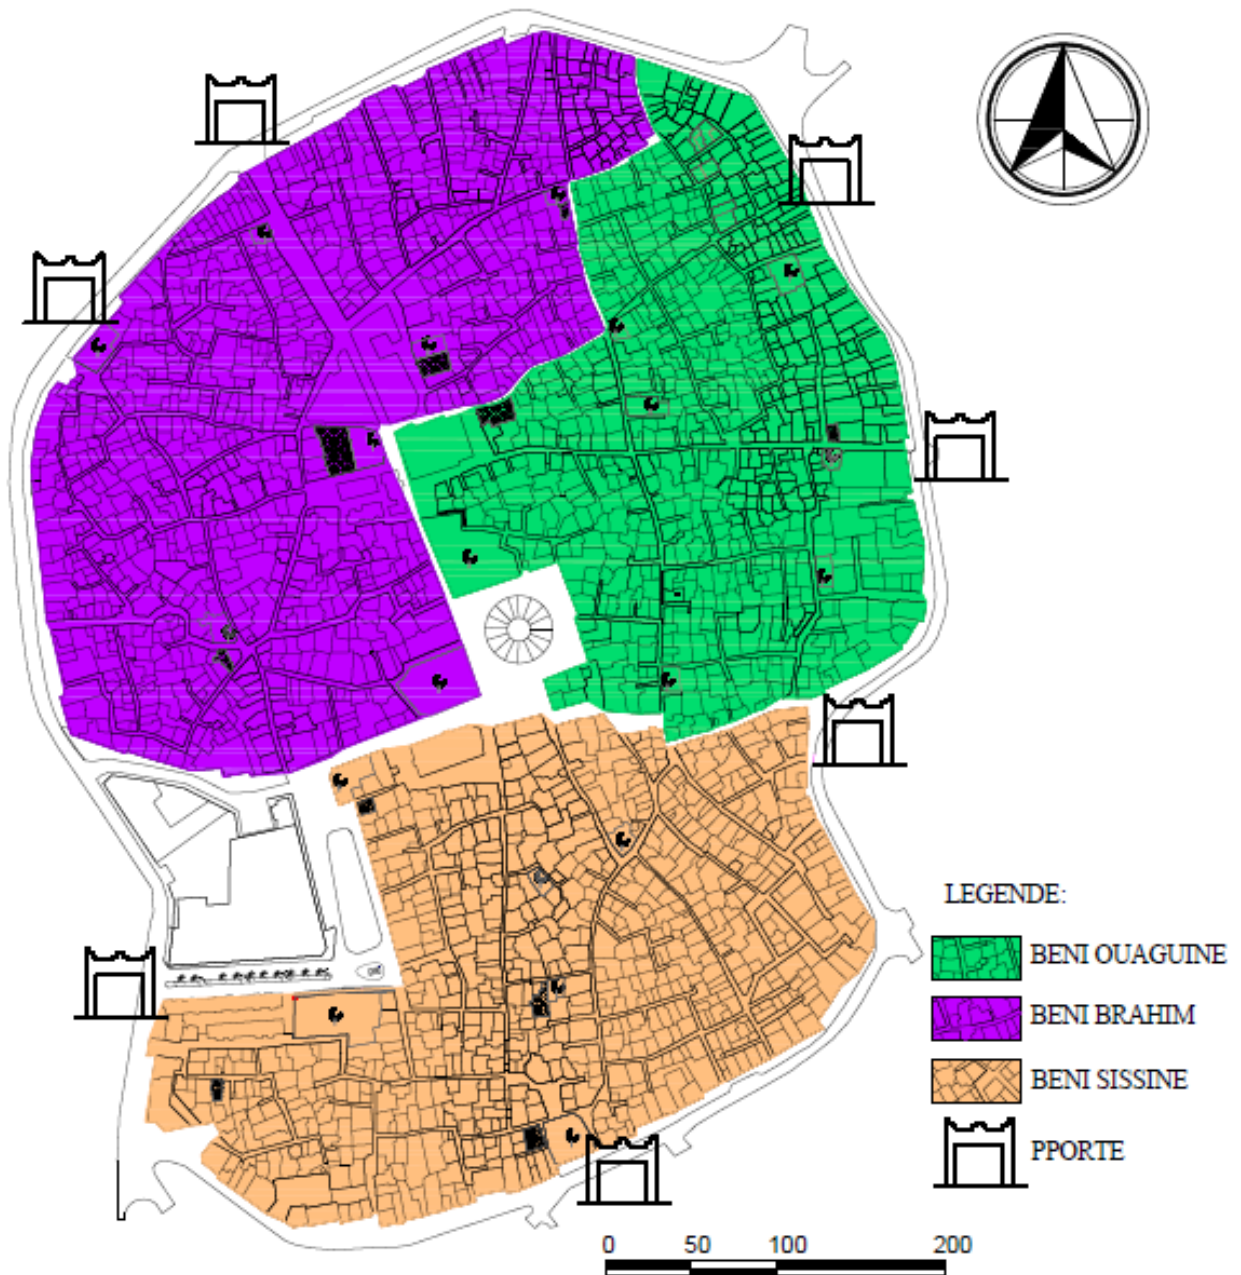 LEGENDE:
BENI OUAGUINE
BENI BRAHIM
BENI SISSINE
PPORTE
0 50 100 200